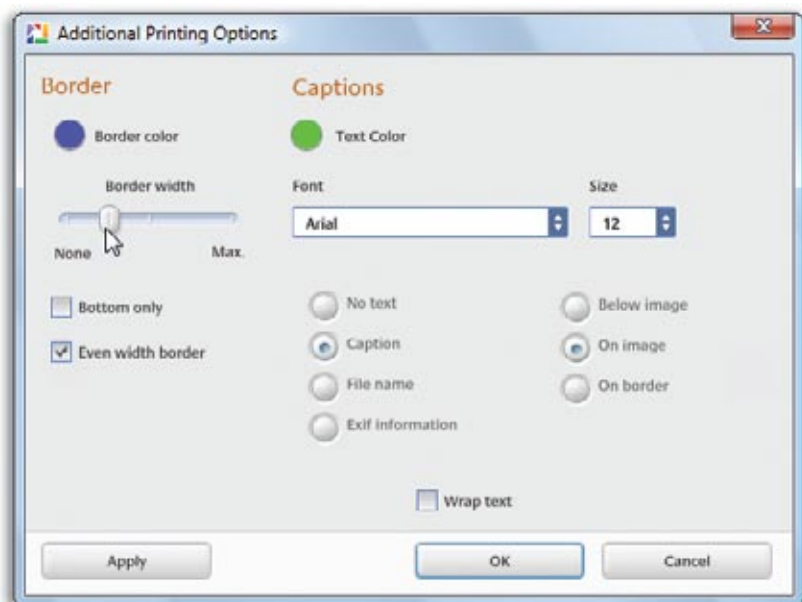 Additional Printing Options
Border
Captions
Border color
Text Color
Border width
Font
Size
Arial
12
None
Max.
Bottom only
No text
Below image
Even width border
Caption
On image
File name
On border
Exif information
Wrap text
Apply
OK
Cancel